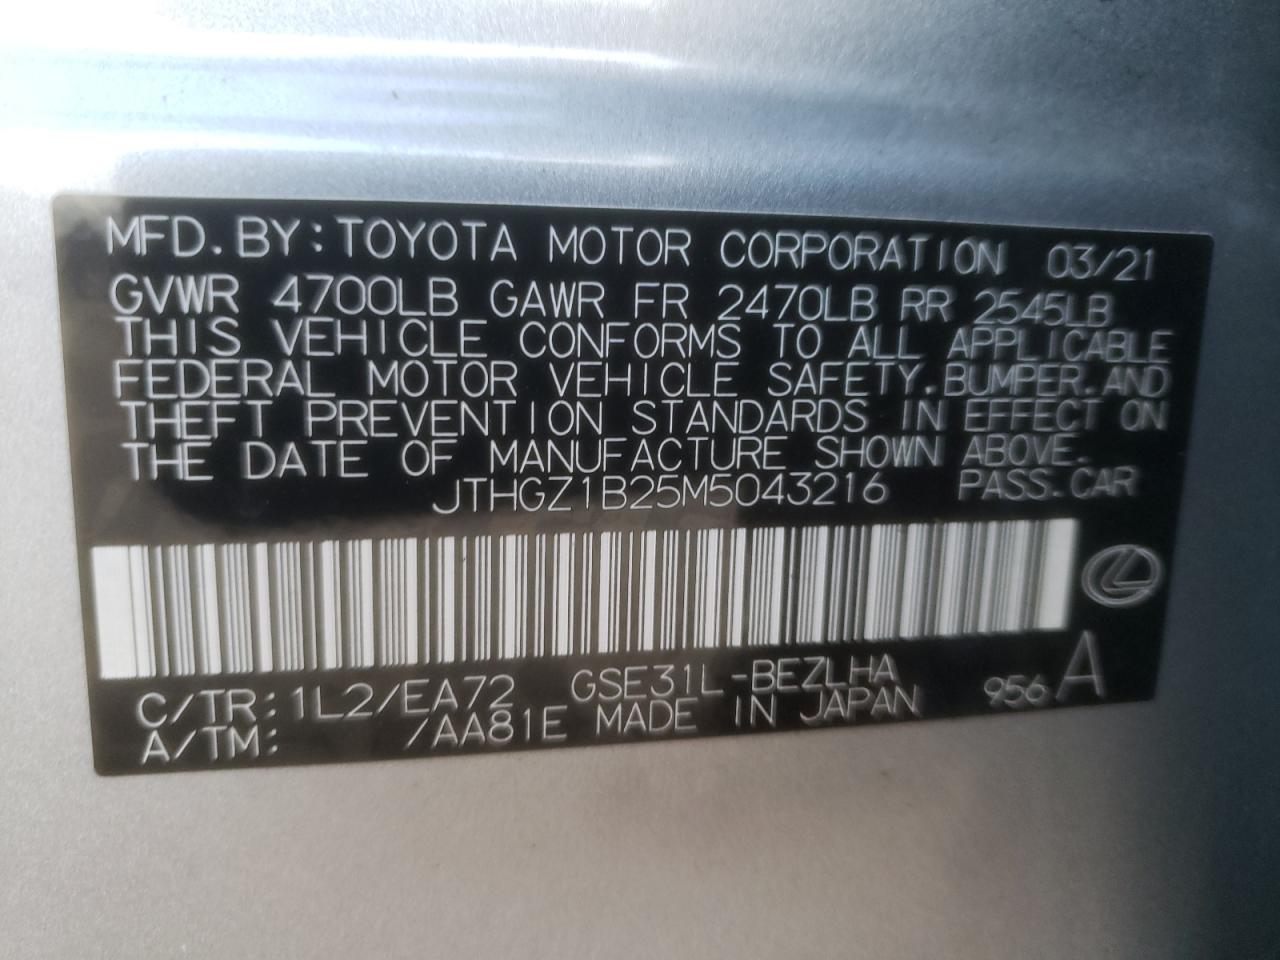 MFD. BY: TOYOTA MOTOR CORPORATION 03/21
GVWR 4700LB GAWR FR 2470LB RR 2545LB
THIS VEHICLE CONFORMS TO ALL APPLICABLE
FEDERAL MOTOR VEHICLE SAFETY. BUMPER. AND
THEFT PREVENTION STANDARDS IN EFFECT ON
THE DATE OF MANUFACTURE SHOWN ABOVE.
JTHGZ1B25M5043216 PASS. CAR
C/TR: 1L2/EA72 GSE31L-BEZLHA 956 A
A/TM: /AA81E MADE IN JAPAN